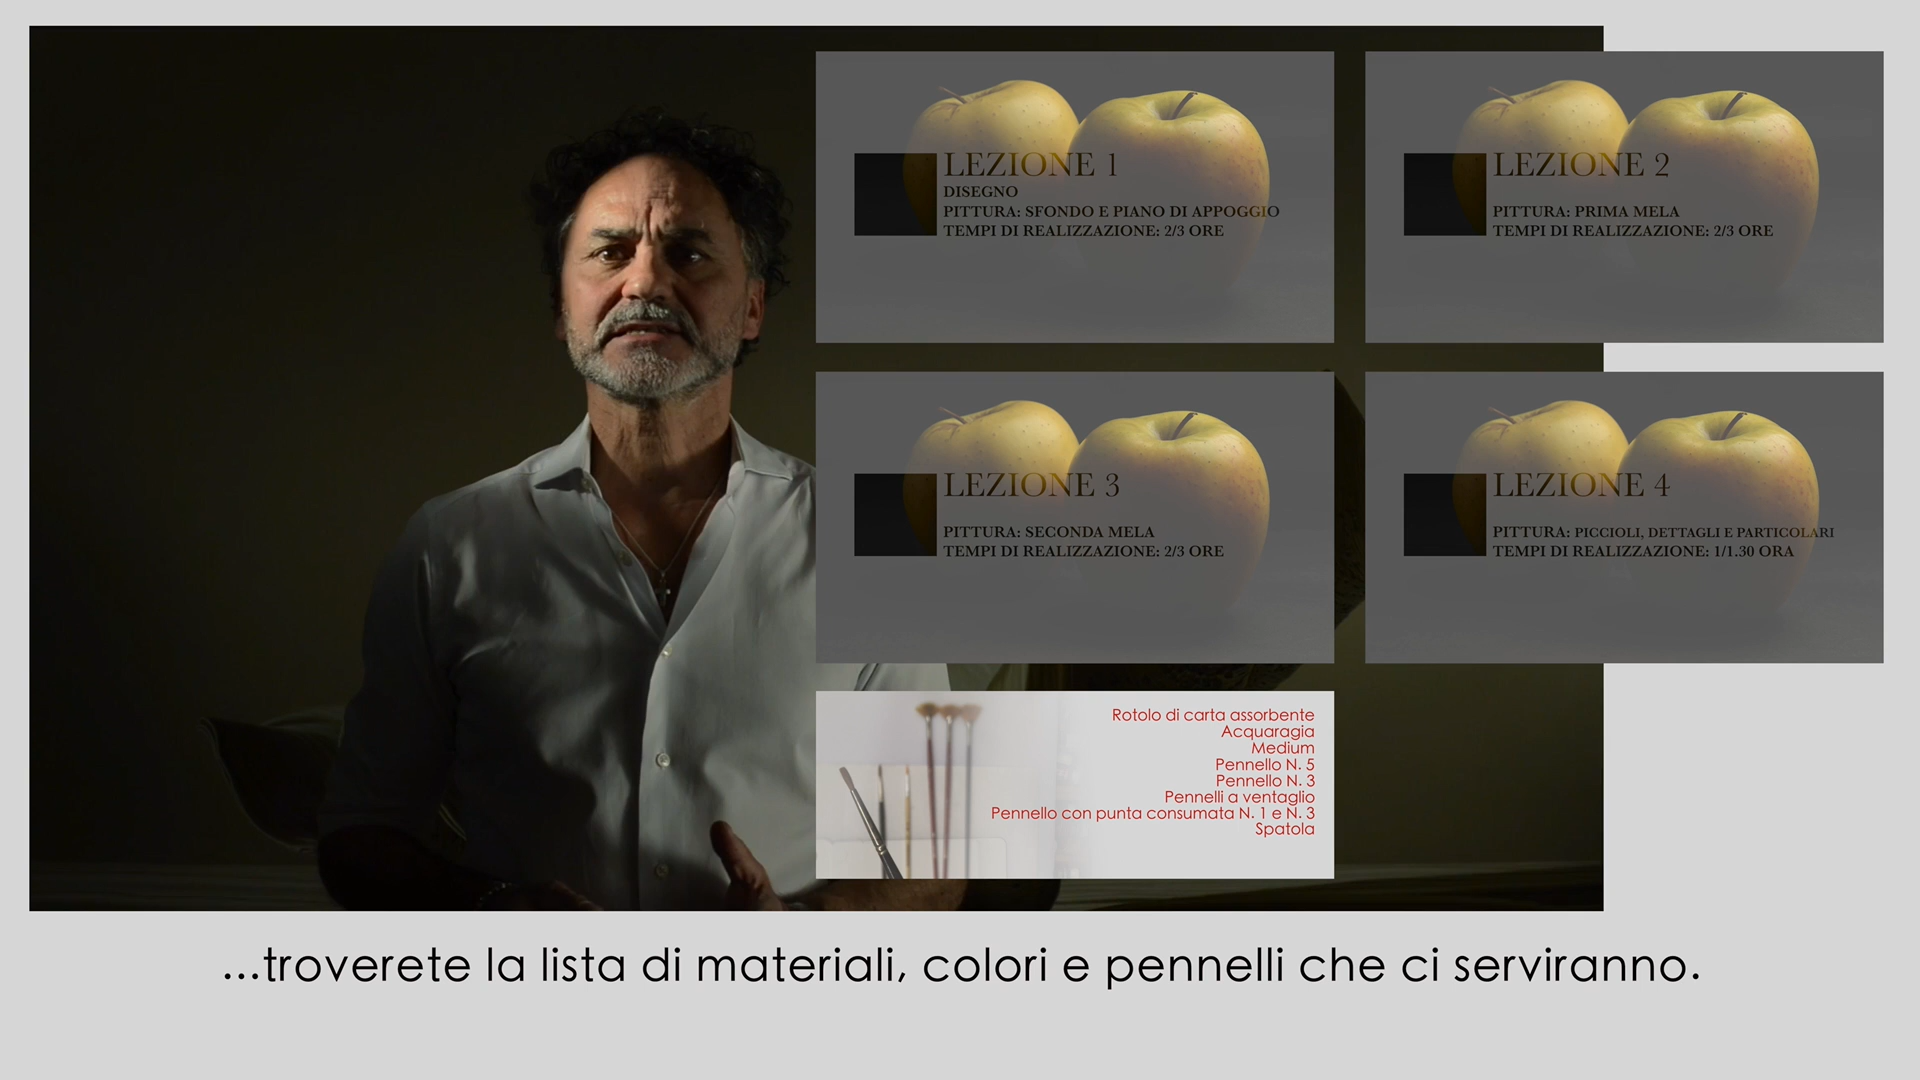 LEZIONE 1
DISEGNO
PITTURA: SFONDO E PIANO DI APPOGGIO
TEMPI DI REALIZZAZIONE: 2/3 ORE
LEZIONE 2
PITTURA: PRIMA MELA
TEMPI DI REALIZZAZIONE: 2/3 ORE
LEZIONE 3
PITTURA: SECONDA MELA
TEMPI DI REALIZZAZIONE: 2/3 ORE
LEZIONE 4
PITTURA: PICCIOLI, DETTAGLI E PARTICOLARI
TEMPI DI REALIZZAZIONE: 1/1.30 ORA
Rotolo di carta assorbente
Acquaragia
Medium
Pennello N. 5
Pennello N. 3
Pennelli a ventaglio
Pennello con punta consumata N. 1 e N. 3
Spatola
...troverete la lista di materiali, colori e pennelli che ci serviranno.